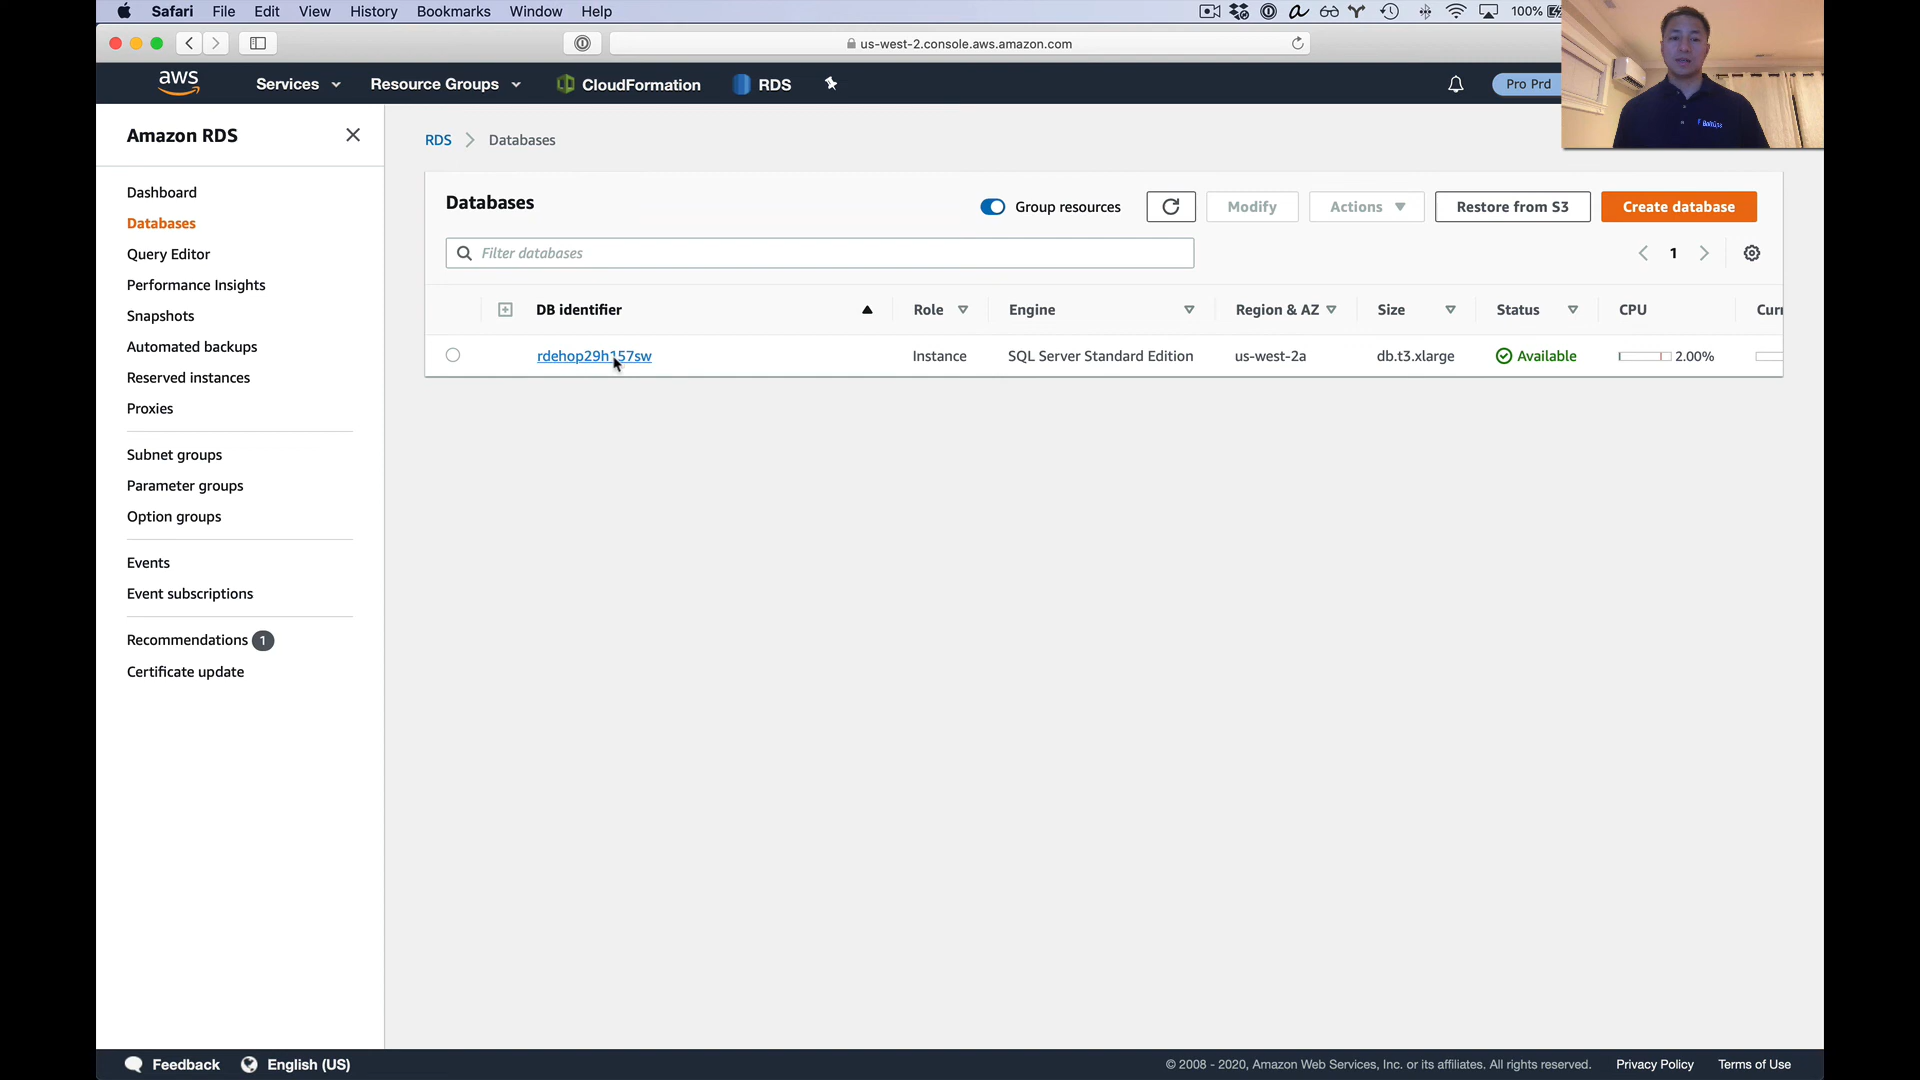 Safari File Edit View History Bookmarks Window Help 100%
us-west-2.console.aws.amazon.com
aws Services Resource Groups CloudFormation RDS Pro Prd
Amazon RDS
Dashboard
Databases
Query Editor
Performance Insights
Snapshots
Automated backups
Reserved instances
Proxies
Subnet groups
Parameter groups
Option groups
Events
Event subscriptions
Recommendations 1
Certificate update
RDS Databases
Databases Group resources Modify Actions Restore from S3 Create database
Filter databases 1
DB identifier Role Engine Region & AZ Size Status CPU Curr
rdehop29h157sw Instance SQL Server Standard Edition us-west-2a db.t3.xlarge Available 2.00%
Feedback English (US) © 2008 - 2020, Amazon Web Services, Inc. or its affiliates. All rights reserved. Privacy Policy Terms of Use